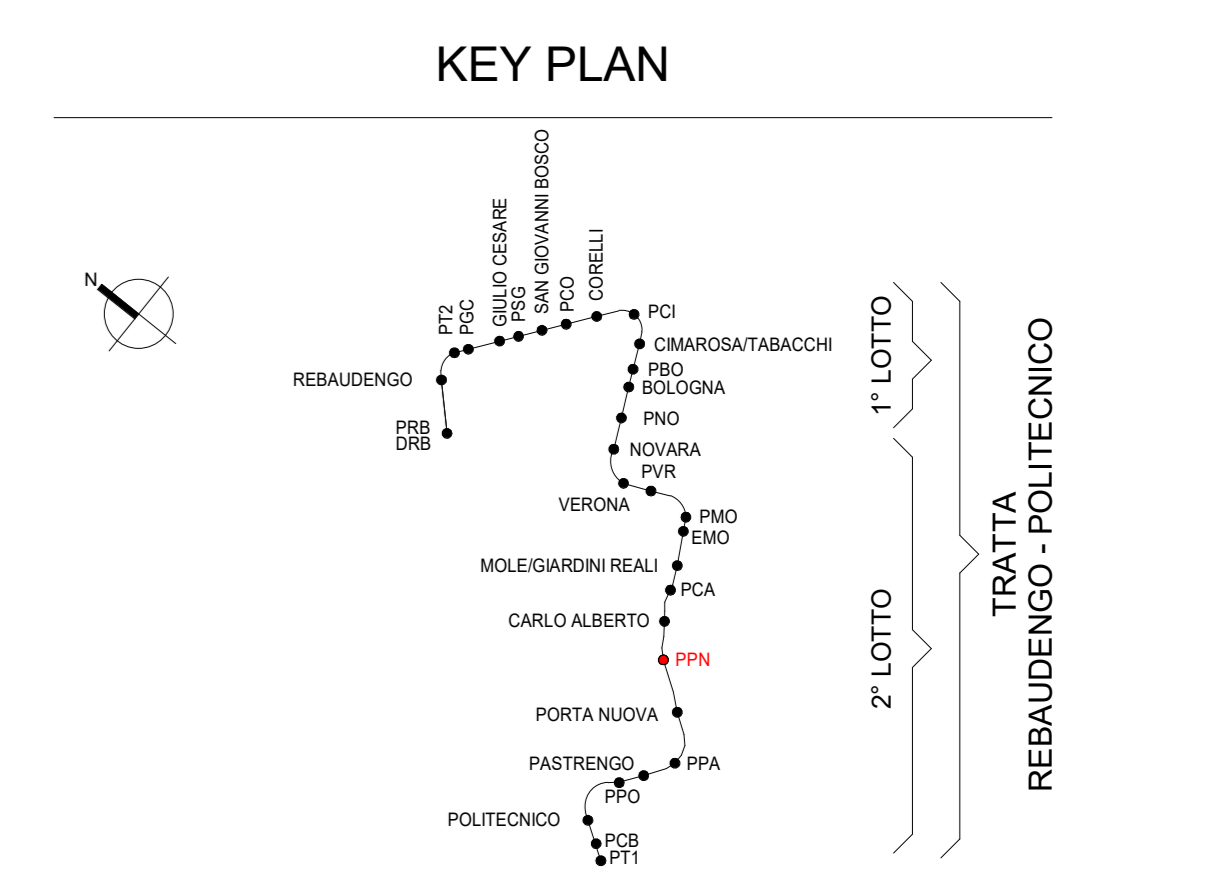 KEY PLAN
N
PT2
PGC
GIULIO CESARE
PSG
SAN GIOVANNI BOSCO
PCO
CORELLI
PCI
CIMAROSA/TABACCHI
REBAUDENGO
PBO
BOLOGNA
PRB
DRB
PNO
NOVARA
PVR
VERONA
PMO
EMO
MOLE/GIARDINI REALI
PCA
CARLO ALBERTO
PPN
PORTA NUOVA
PASTRENGO
PPA
PPO
POLITECNICO
PCB
PT1
1° LOTTO
2° LOTTO
TRATTA
REBAUDENGO - POLITECNICO